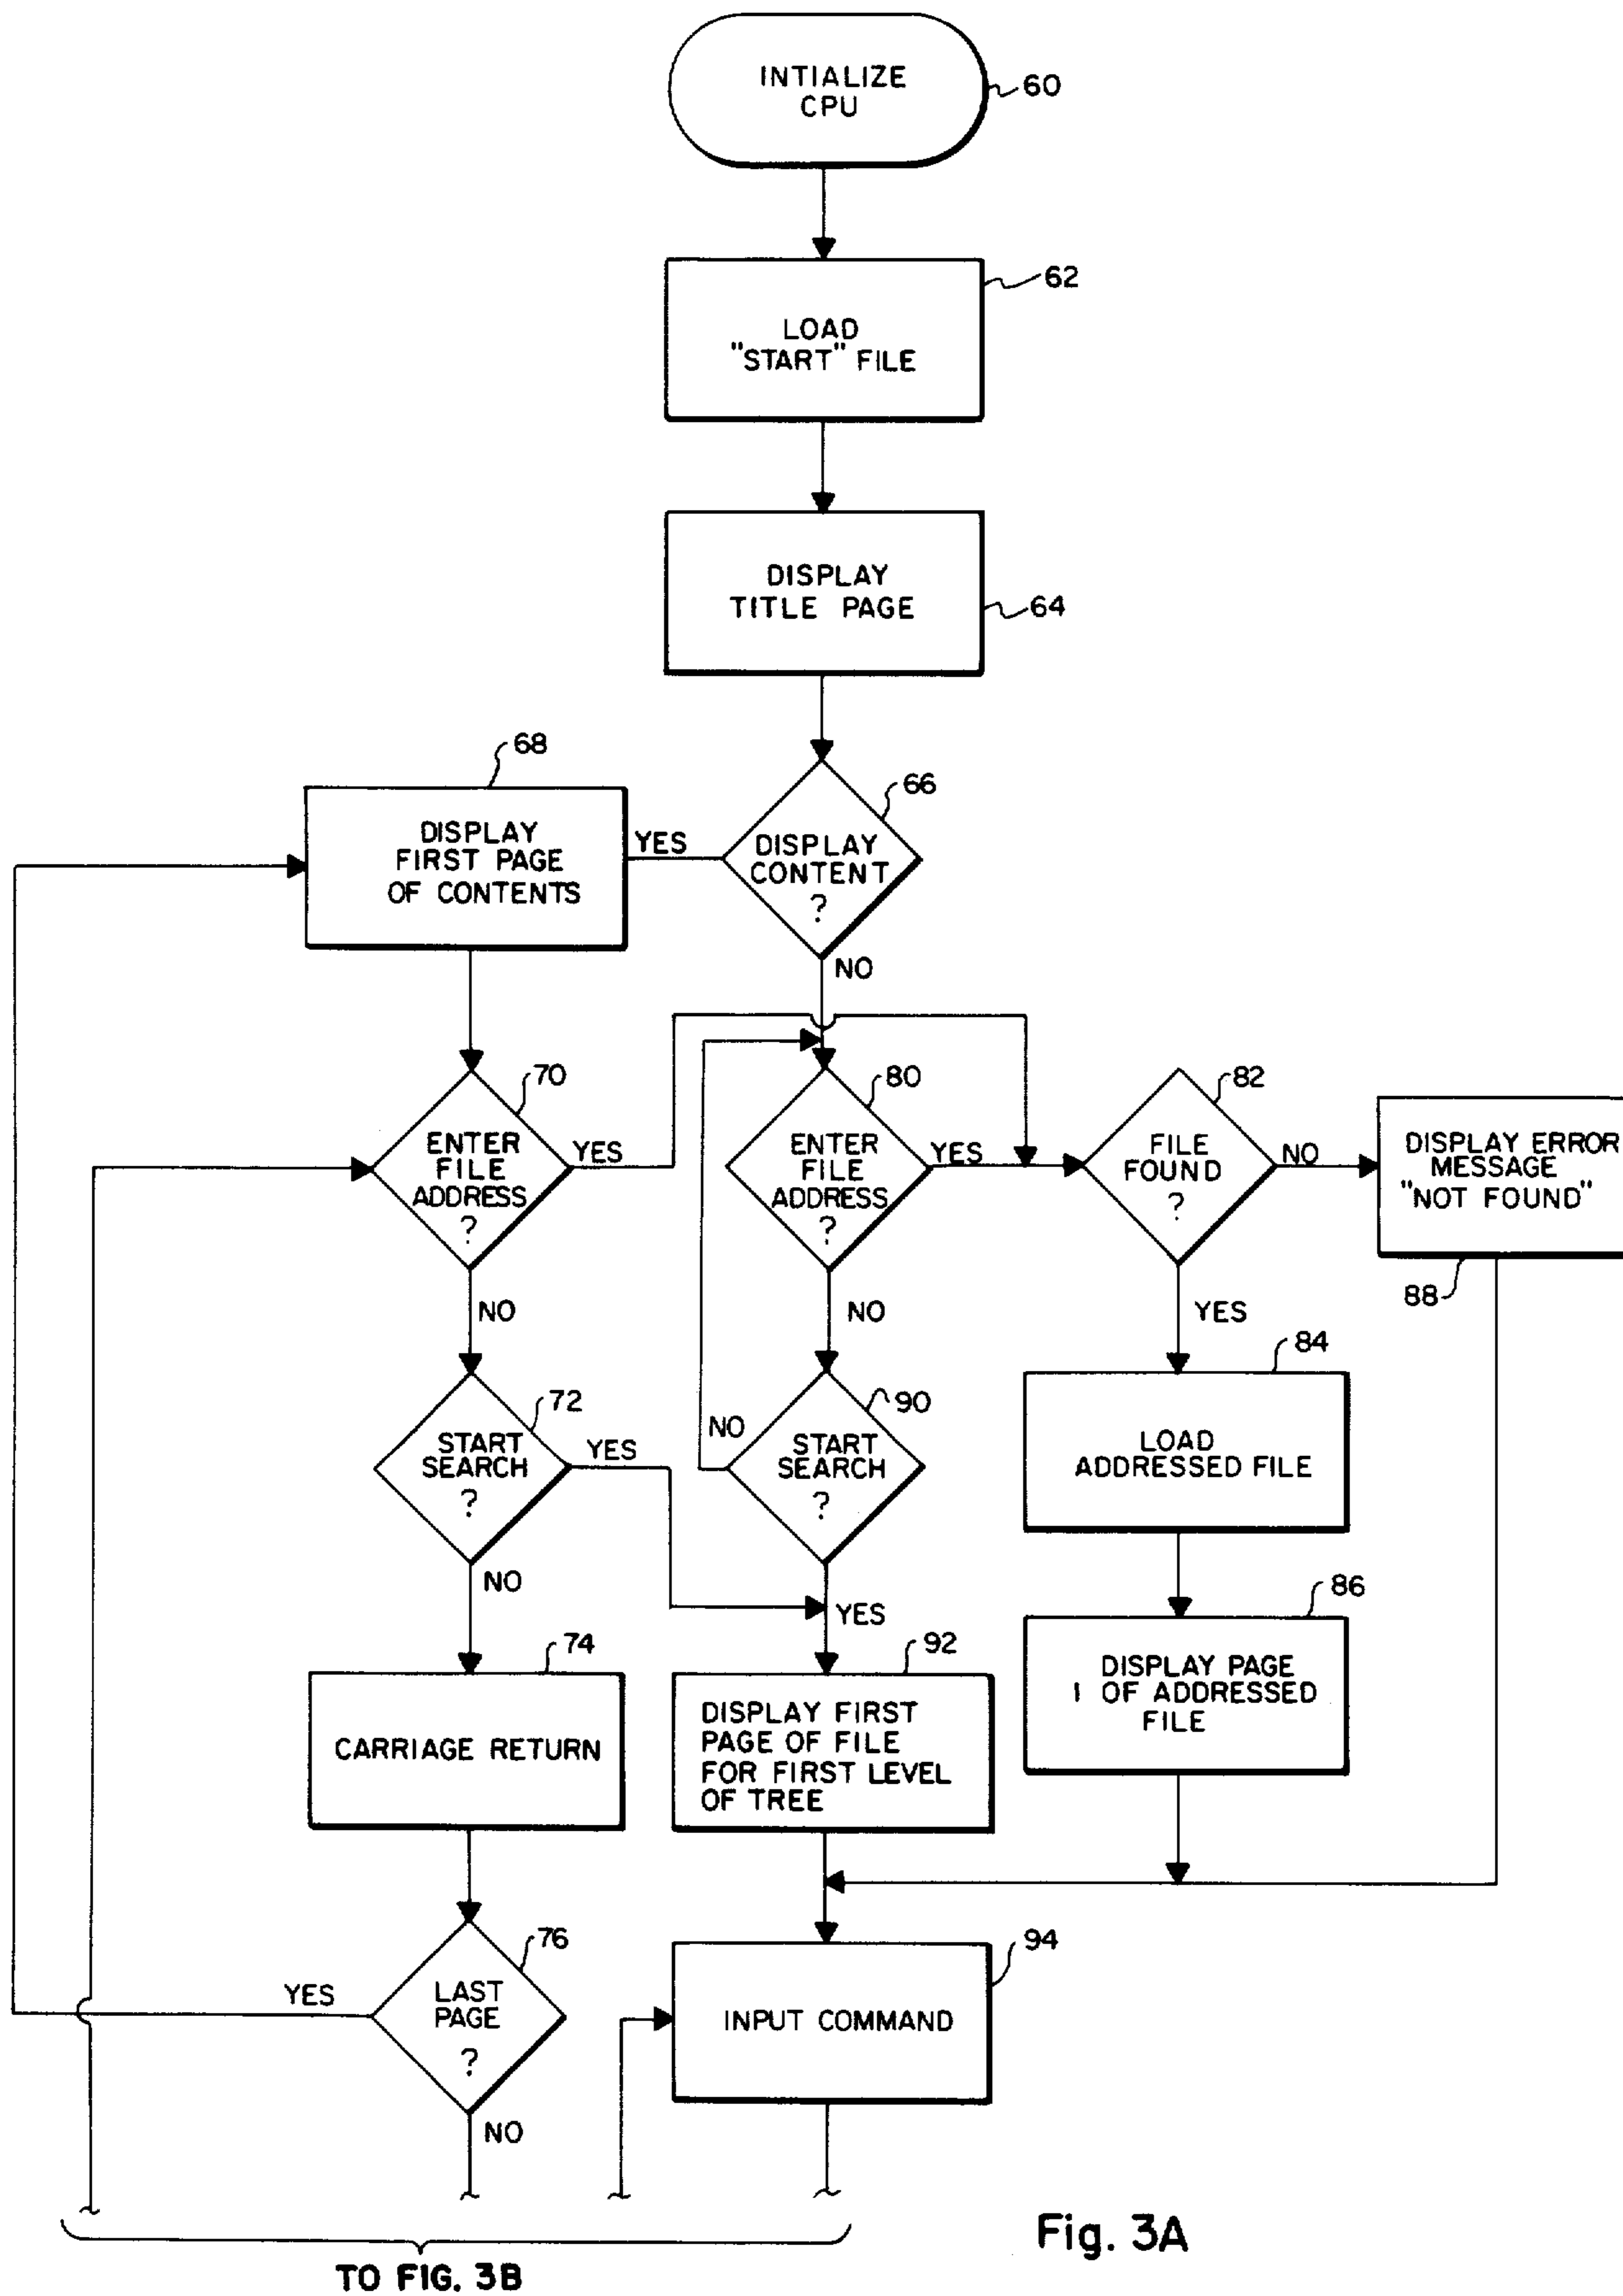 INTIALIZE
CPU
60
62
LOAD
"START" FILE
DISPLAY
TITLE PAGE
64
68
66
DISPLAY
FIRST PAGE
OF CONTENTS
YES
DISPLAY
CONTENT
?
NO
70
80
82
ENTER
FILE
ADDRESS
?
YES
ENTER
FILE
ADDRESS
?
YES
FILE
FOUND
?
NO
DISPLAY ERROR
MESSAGE
"NOT FOUND"
88
NO
NO
YES
84
72
90
START
SEARCH
?
YES
NO
START
SEARCH
?
LOAD
ADDRESSED FILE
NO
YES
86
74
92
DISPLAY PAGE
1 OF ADDRESSED
FILE
CARRIAGE RETURN
DISPLAY FIRST
PAGE OF FILE
FOR FIRST LEVEL
OF TREE
76
94
YES
LAST
PAGE
?
INPUT COMMAND
NO
Fig. 3A
TO FIG. 3B